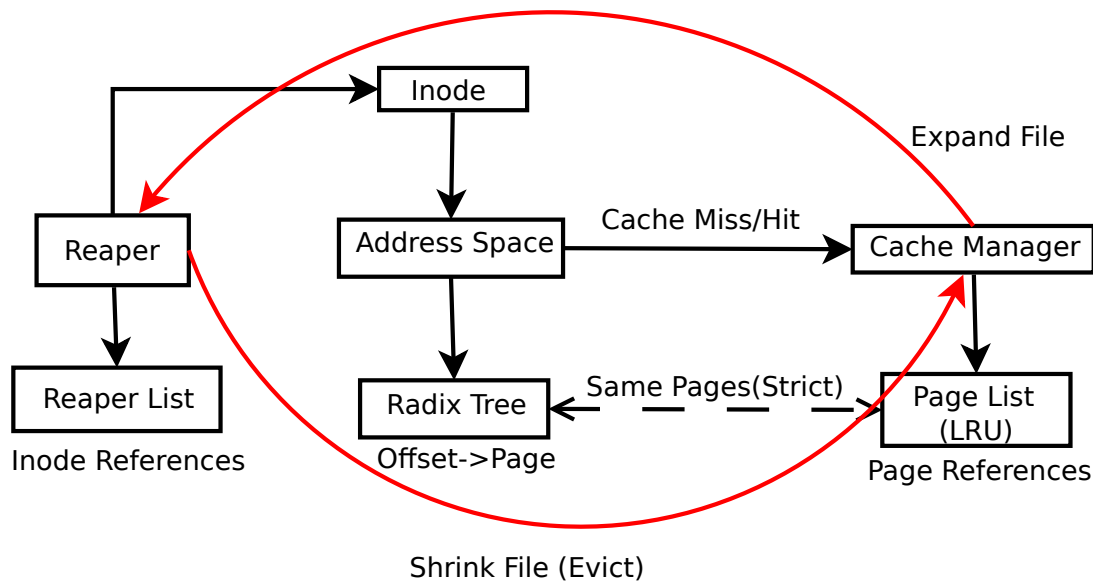 Inode
Expand File
Reaper
Address Space
Cache Miss/Hit
Cache Manager
Reaper List
Inode References
Radix Tree
Offset->Page
Same Pages(Strict)
Page List
(LRU)
Page References
Shrink File (Evict)